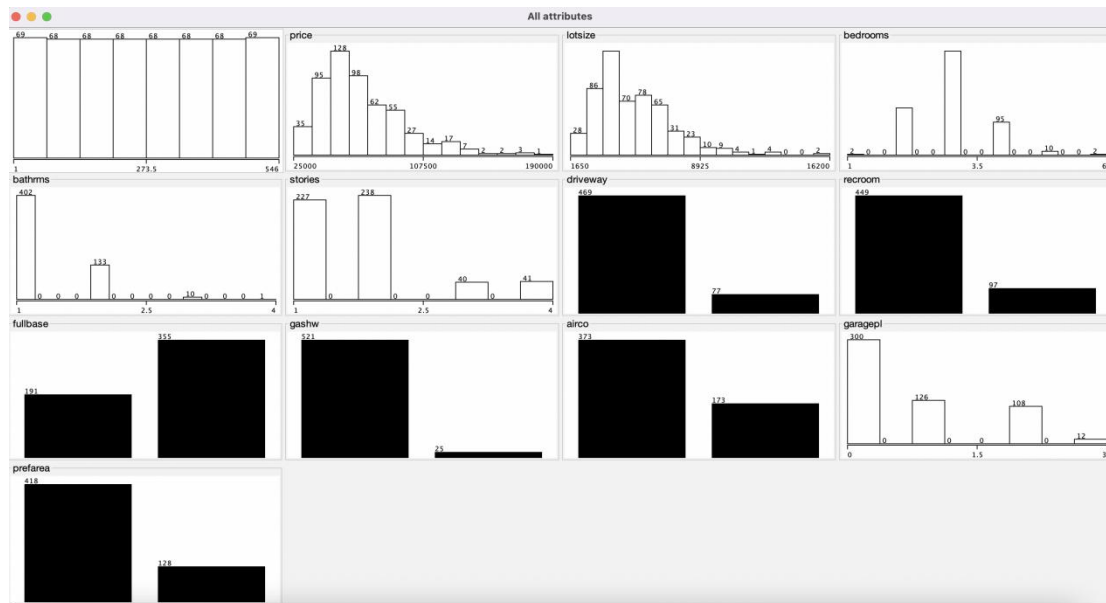 All attributes
69 68 68 68 68 68 68 69
1 273.5 546
price
35 95 128 98 62 55 27 14 17 7 2 2 3 1
25000 107500 190000
lotsize
28 86 70 78 65 31 23 10 9 4 1 4 0 0 2
1650 8925 16200
bedrooms
2 0 0 0 0 0 0 95 0 10 0 0 2
1 3.5 6
bathrms
402 0 0 0 133 0 0 0 0 10 0 0 0 1
1 2.5 4
stories
227 0 238 0 0 40 0 41
1 2.5 4
driveway
469 77
recroom
449 97
fullbase
191 355
gashw
521 25
airco
373 173
garagepl
300 0 126 0 0 108 0 12
0 1.5 3
prefarea
418 128